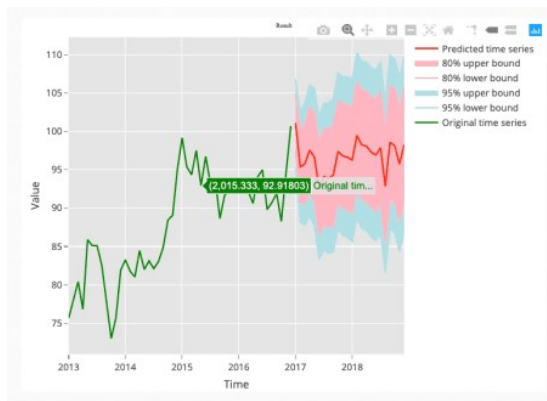 Result
Predicted time series
80% upper bound
80% lower bound
95% upper bound
95% lower bound
Original time series
110
105
100
95
90
85
80
75
Value
(2,015.333, 92.91803) Original tim...
2013 2014 2015 2016 2017 2018
Time